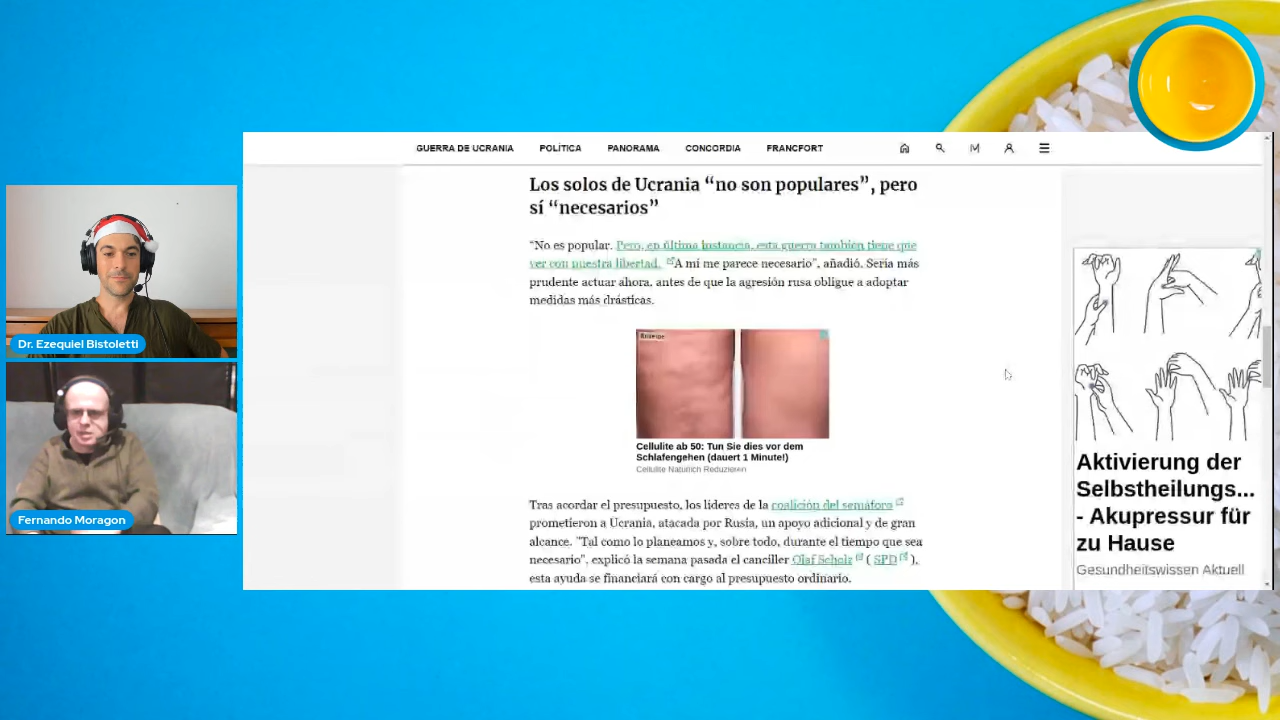 GUERRA DE UCRANIA POLÍTICA PANORAMA CONCORDIA FRANCFORT
Los solos de Ucrania “no son populares”, pero
sí “necesarios”
"No es popular. Pero, en última instancia, esta guerra también tiene que
ver con nuestra libertad. A mí me parece necesario”, añadió. Sería más
prudente actuar ahora, antes de que la agresión rusa obligue a adoptar
medidas más drásticas.
Anzeige
Cellulite ab 50: Tun Sie dies vor dem
Schlafengehen (dauert 1 Minute!)
Cellulite Natürlich Reduzieren
Tras acordar el presupuesto, los líderes de la coalición del semáforo
prometieron a Ucrania, atacada por Rusia, un apoyo adicional y de gran
alcance. "Tal como lo planeamos y, sobre todo, durante el tiempo que sea
necesario", explicó la semana pasada el canciller Olaf Scholz ( SPD ),
esta ayuda se financiará con cargo al presupuesto ordinario.
Aktivierung der
Selbstheilungs...
- Akupressur für
zu Hause
Gesundheitswissen Aktuell
Dr. Ezequiel Bistoletti
Fernando Moragon